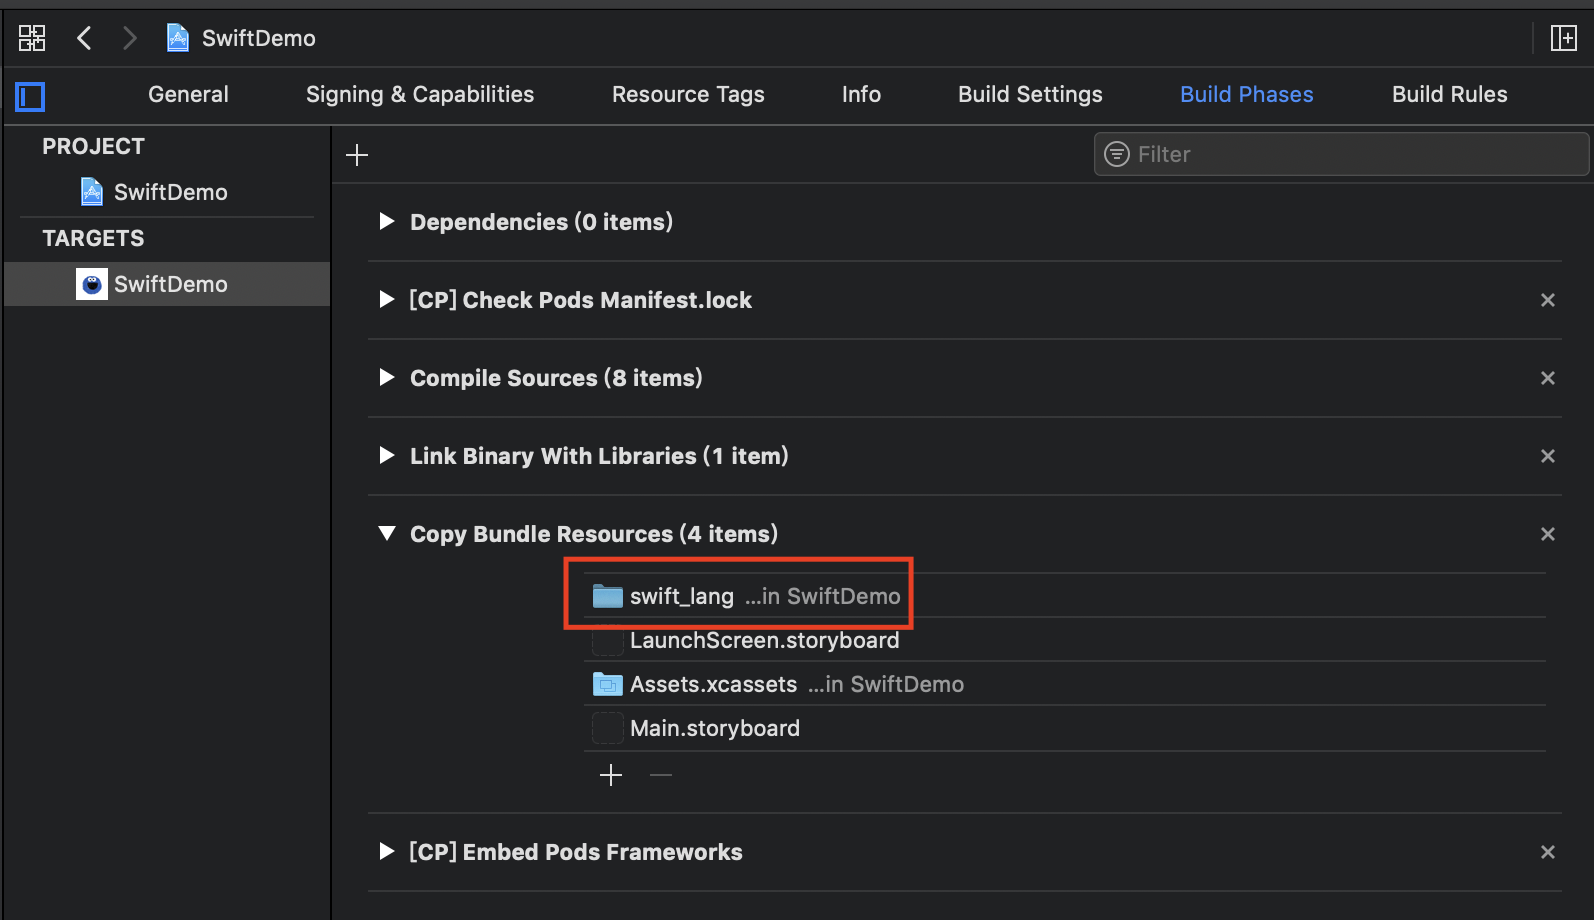 SwiftDemo
General Signing & Capabilities Resource Tags Info Build Settings Build Phases Build Rules
PROJECT
SwiftDemo
TARGETS
SwiftDemo
Filter
Dependencies (0 items)
[CP] Check Pods Manifest.lock
Compile Sources (8 items)
Link Binary With Libraries (1 item)
Copy Bundle Resources (4 items)
swift_lang ...in SwiftDemo
LaunchScreen.storyboard
Assets.xcassets ...in SwiftDemo
Main.storyboard
[CP] Embed Pods Frameworks